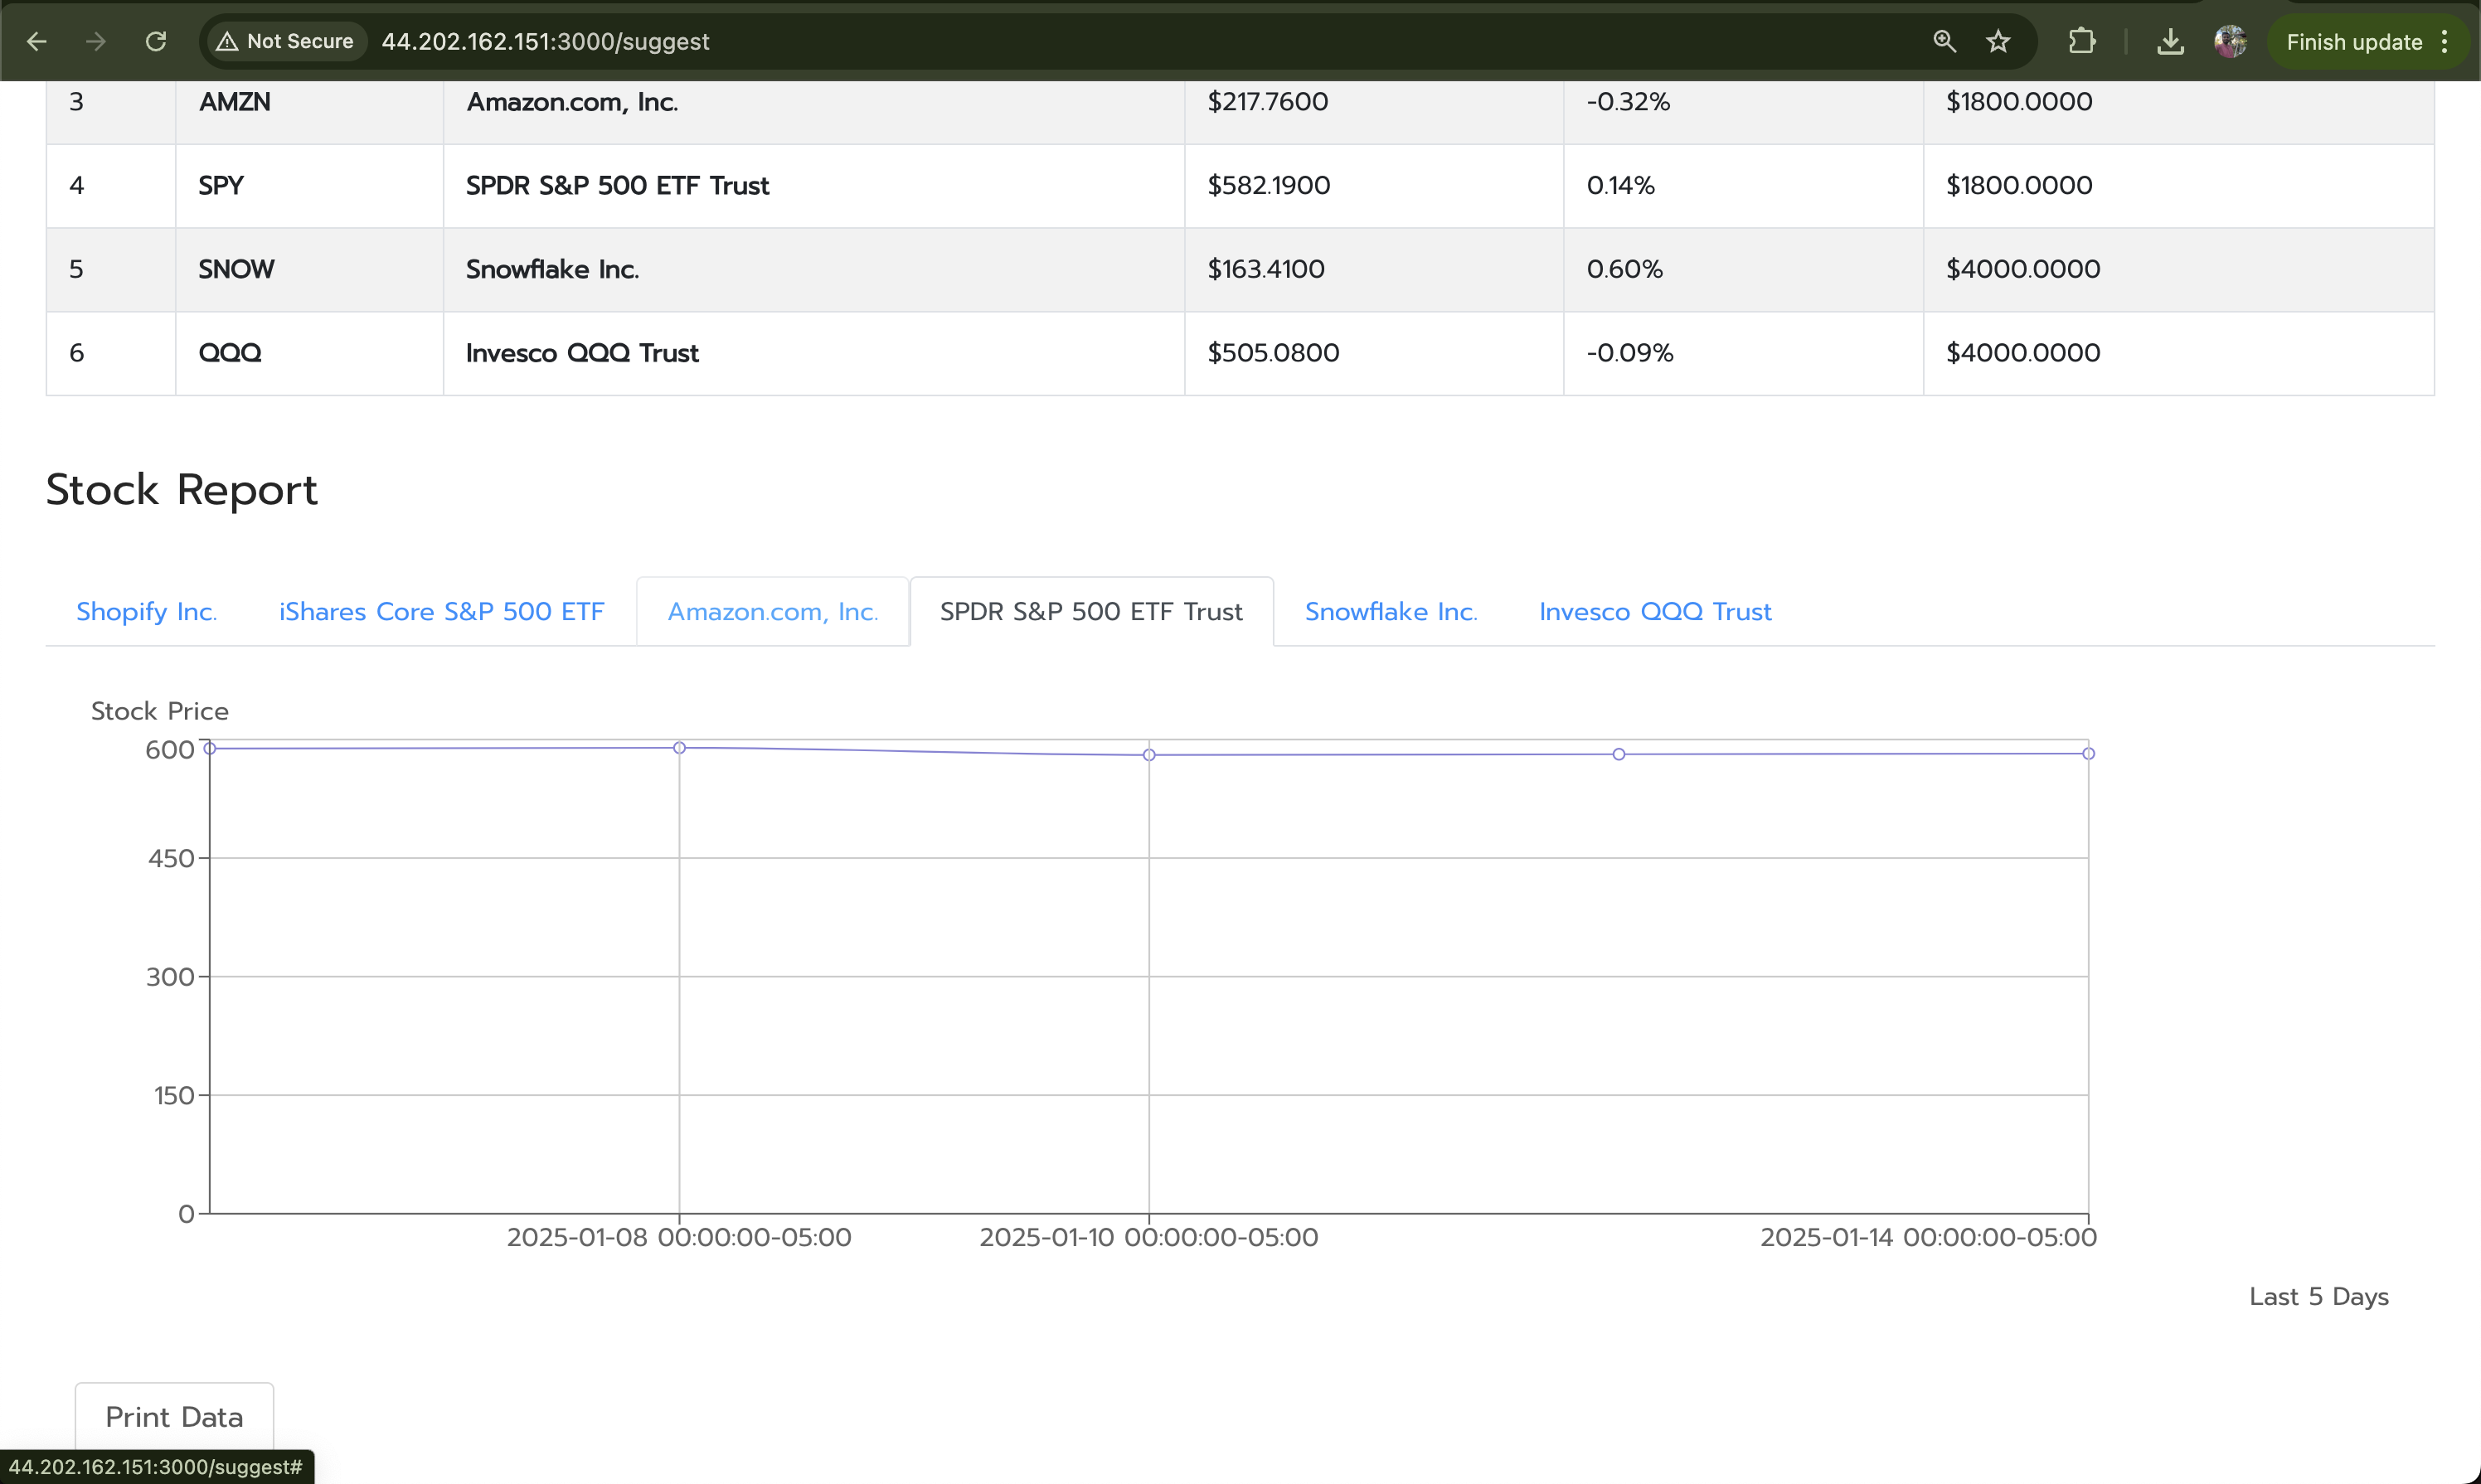 Not Secure 44.202.162.151:3000/suggest Finish update
3 AMZN Amazon.com, Inc. $217.7600 -0.32% $1800.0000
4 SPY SPDR S&P 500 ETF Trust $582.1900 0.14% $1800.0000
5 SNOW Snowflake Inc. $163.4100 0.60% $4000.0000
6 QQQ Invesco QQQ Trust $505.0800 -0.09% $4000.0000
Stock Report
Shopify Inc. iShares Core S&P 500 ETF Amazon.com, Inc. SPDR S&P 500 ETF Trust Snowflake Inc. Invesco QQQ Trust
Stock Price
600
450
300
150
0
2025-01-08 00:00:00-05:00 2025-01-10 00:00:00-05:00 2025-01-14 00:00:00-05:00
Last 5 Days
Print Data
44.202.162.151:3000/suggest#